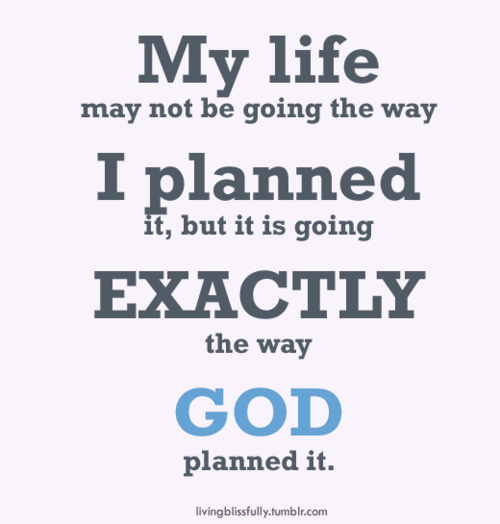 My life
may not be going the way
I planned
it, but it is going
EXACTLY
the way
GOD
planned it.
livingblissfully.tumblr.com